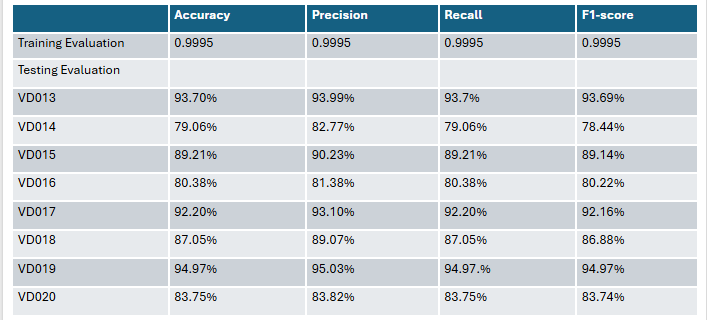 Accuracy Precision Recall F1-score
Training Evaluation 0.9995 0.9995 0.9995 0.9995
Testing Evaluation
VD013 93.70% 93.99% 93.7% 93.69%
VD014 79.06% 82.77% 79.06% 78.44%
VD015 89.21% 90.23% 89.21% 89.14%
VD016 80.38% 81.38% 80.38% 80.22%
VD017 92.20% 93.10% 92.20% 92.16%
VD018 87.05% 89.07% 87.05% 86.88%
VD019 94.97% 95.03% 94.97.% 94.97%
VD020 83.75% 83.82% 83.75% 83.74%